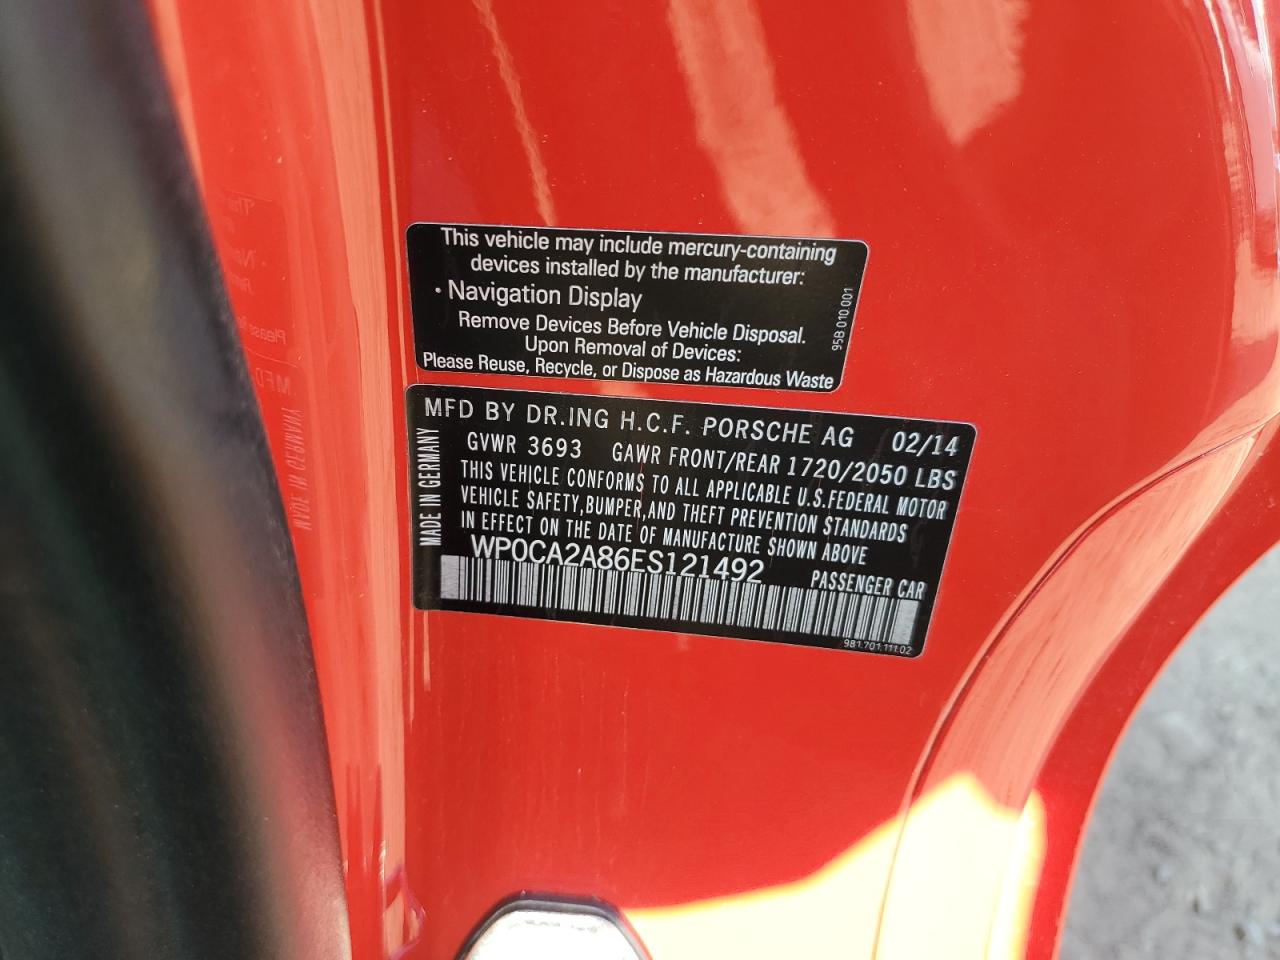 This vehicle may include mercury-containing
devices installed by the manufacturer:
· Navigation Display
Remove Devices Before Vehicle Disposal.
Upon Removal of Devices:
Please Reuse, Recycle, or Dispose as Hazardous Waste
95B 010 001
MFD BY DR.ING H.C.F. PORSCHE AG 02/14
GVWR 3693 GAWR FRONT/REAR 1720/2050 LBS
THIS VEHICLE CONFORMS TO ALL APPLICABLE U.S.FEDERAL MOTOR
VEHICLE SAFETY,BUMPER,AND THEFT PREVENTION STANDARDS
IN EFFECT ON THE DATE OF MANUFACTURE SHOWN ABOVE
WP0CA2A86ES121492 PASSENGER CAR
MADE IN GERMANY
981.701.111.02